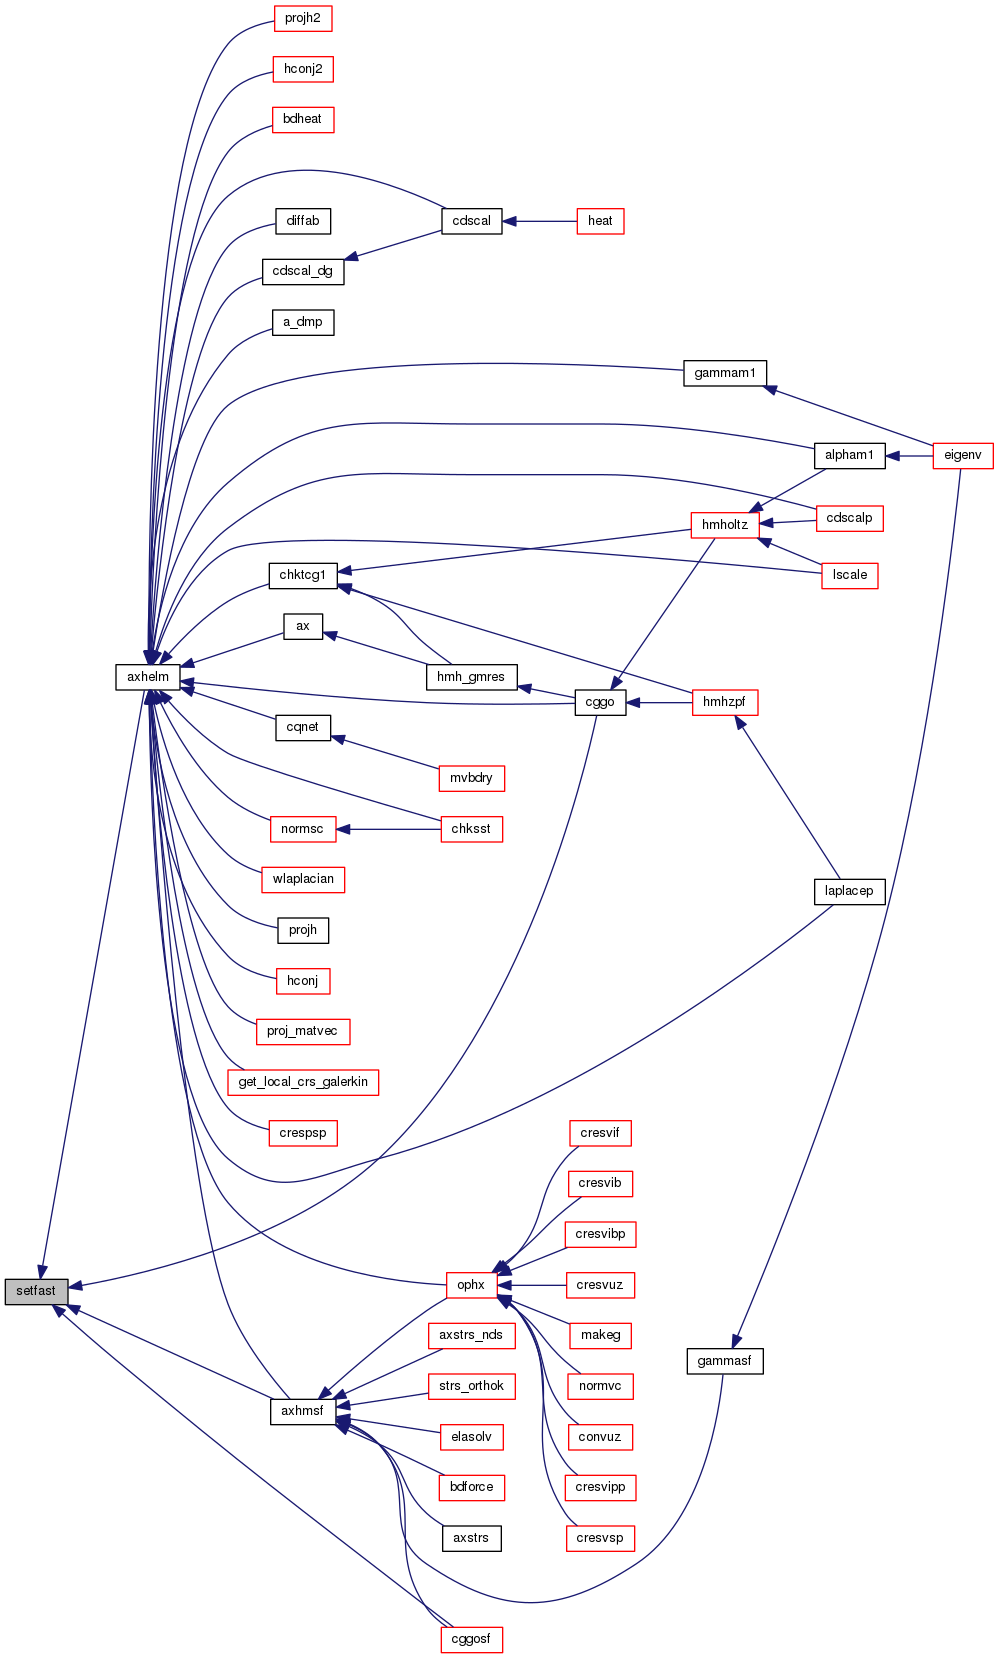 projh2
hconj2
bdheat
diffab
cdscal
heat
cdscal_dg
a_dmp
gammam1
alpham1
eigenv
cdscalp
hmholtz
lscale
chktcg1
ax
axhelm
hmh_gmres
cggo
hmhzpf
cqnet
mvbdry
normsc
chksst
wlaplacian
laplacep
projh
hconj
proj_matvec
get_local_crs_galerkin
crespsp
cresvif
cresvib
cresvibp
setfast
ophx
cresvuz
axstrs_nds
makeg
gammasf
strs_orthok
normvc
axhmsf
elasolv
convuz
bdforce
cresvipp
axstrs
cresvsp
cggosf